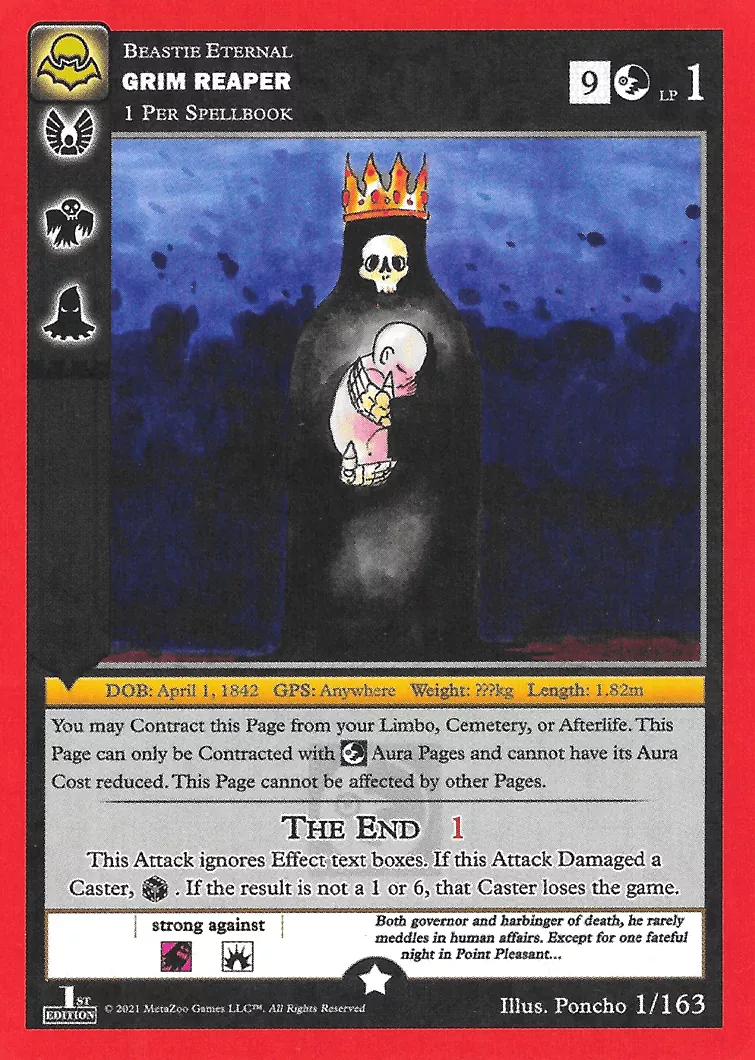 BEASTIE ETERNAL
GRIM REAPER
1 PER SPELLBOOK
9 LP 1
DOB: April 1, 1842 GPS: Anywhere Weight: ???kg Length: 1.82m
You may Contract this Page from your Limbo, Cemetery, or Afterlife. This
Page can only be Contracted with Aura Pages and cannot have its Aura
Cost reduced. This Page cannot be affected by other Pages.
THE END 1
This Attack ignores Effect text boxes. If this Attack Damaged a
Caster, . If the result is not a 1 or 6, that Caster loses the game.
strong against
Both governor and harbinger of death, he rarely
meddles in human affairs. Except for one fateful
night in Point Pleasant...
1ST
EDITION
© 2021 MetaZoo Games LLC™. All Rights Reserved
Illus. Poncho 1/163